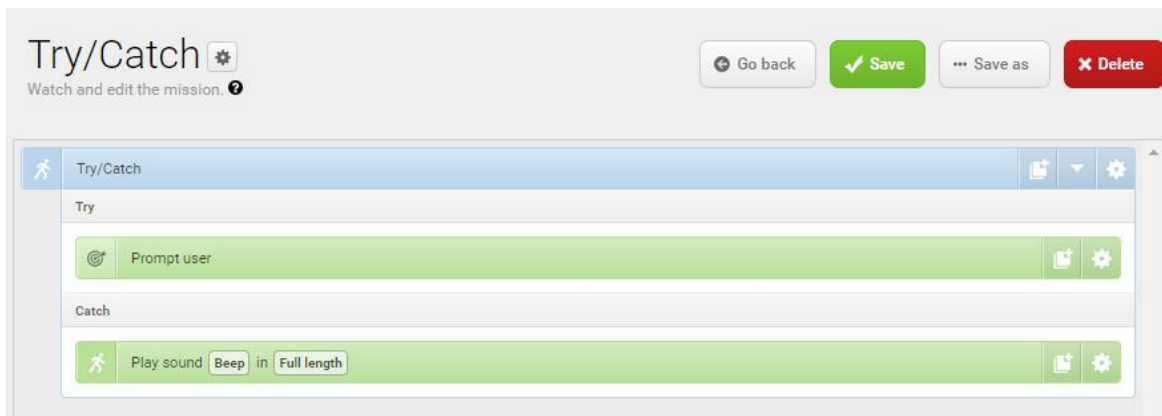 Try/Catch
Watch and edit the mission. ?
Go back
Save
Save as
Delete
Try/Catch
Try
Prompt user
Catch
Play sound Beep in Full length